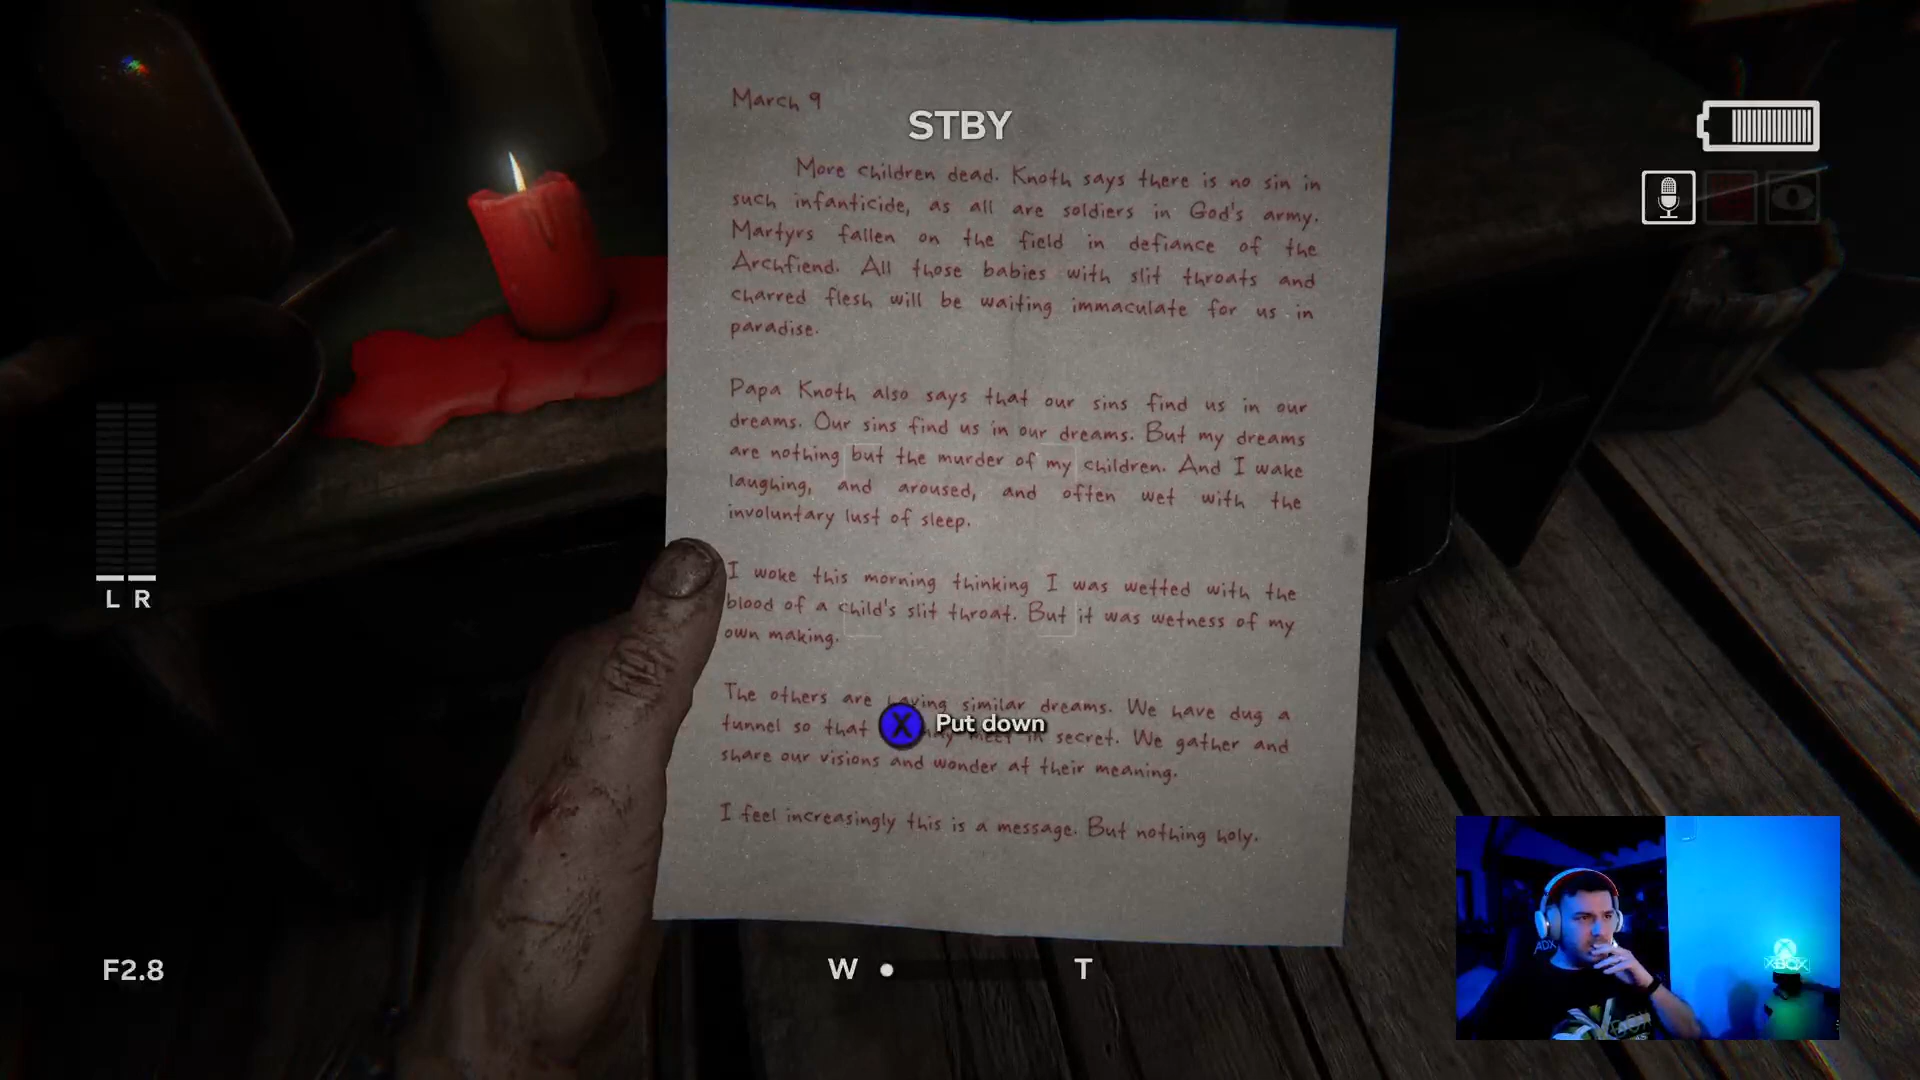 March 9
STBY
More children dead. Knoth says there is no sin in
such infanticide, as all are soldiers in God's army.
Martyrs fallen on the field in defiance of the
Archfiend. All those babies with slit throats and
charred flesh will be waiting immaculate for us in
paradise.
Papa Knoth also says that our sins find us in our
dreams. Our sins find us in our dreams. But my dreams
are nothing but the murder of my children. And I wake
laughing, and aroused, and often wet with the
involuntary lust of sleep.
I woke this morning thinking I was wetted with the
blood of a child's slit throat. But it was wetness of my
own making.
The others are having similar dreams. We have dug a
tunnel so that may meet in secret. We gather and
X Put down
share our visions and wonder at their meaning.
I feel increasingly this is a message. But nothing holy.
L R
F2.8
W T
ADX
XBOX